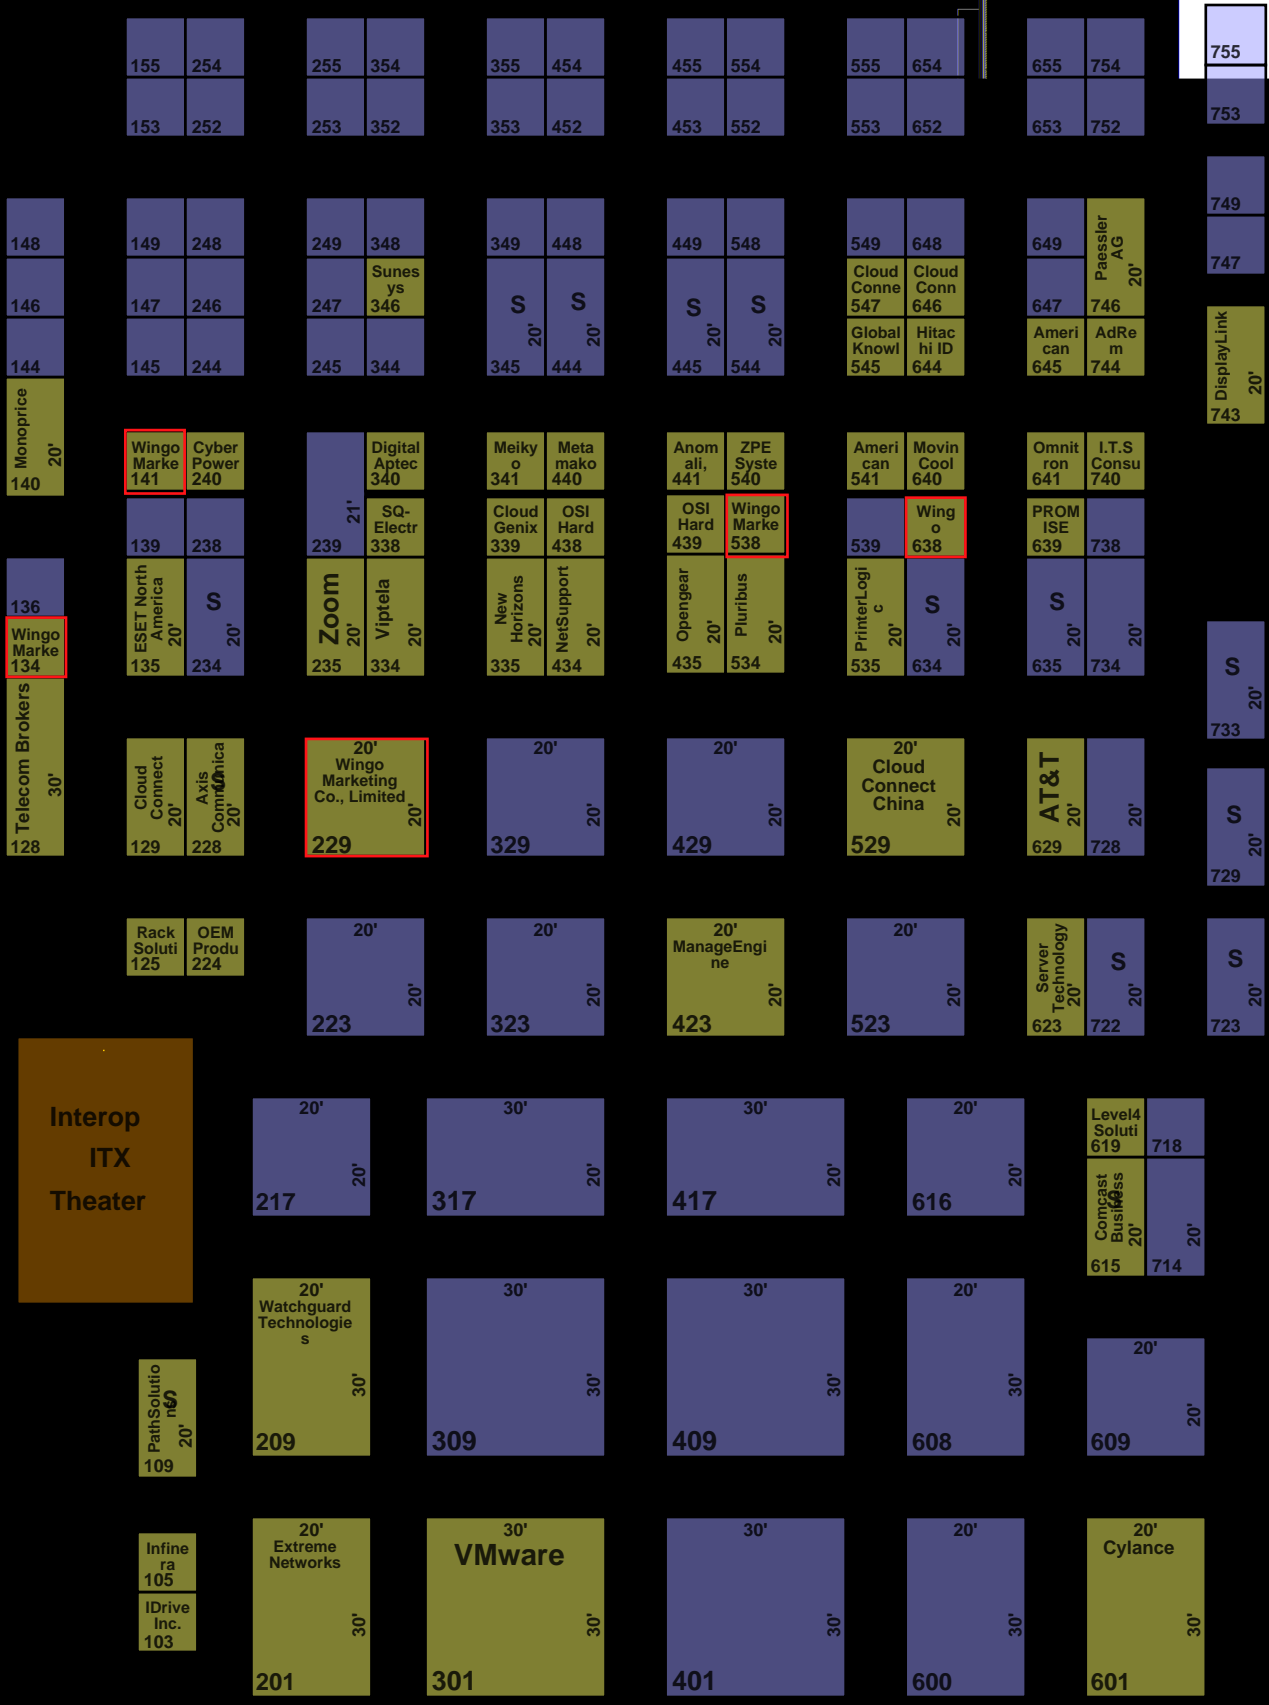 155 254 255 354 355 454 455 554 555 654 655 754 755
153 252 253 352 353 452 453 552 553 652 653 752 753
148 149 248 249 348 349 448 449 548 549 648 649 Paessler AG 20' 746 749
146 147 246 247 Sunes
ys
346 S 20' 345 S 20' 444 S 20' 445 S 20' 544 Cloud
Conne
547 Cloud
Conn
646 647 747
144 145 244 245 344 Global
Knowl
545 Hitac
hi ID
644 Ameri
can
645 AdRe
m
744 DisplayLink 20' 743
Monoprice 20' 140
Wingo
Marke
141
Cyber
Power
240
21' 239
Digital
Aptec
340
Meiky
o
341
Meta
mako
440
Anom
ali,
441
ZPE
Syste
540
Ameri
can
541
Movin
Cool
640
Omnit
ron
641
I.T.S
Consu
740
139 238
SQ-
Electr
338
Cloud
Genix
339
OSI
Hard
438
OSI
Hard
439
Wingo
Marke
538
539
Wing
o
638
PROM
ISE
639
738
136
Wingo
Marke
134
ESET North
America
20'
135
S
20'
234
Zoom
20'
235
Viptela
20'
334
New
Horizons
20'
335
NetSupport
20'
434
Opengear
20'
435
Pluribus
20'
534
PrinterLogi
c
20'
535
S
20'
634
S
20'
635
20'
734
S
20'
733
Telecom Brokers
30'
128
Cloud
Connect
20'
129
Axis
Communica
S
20'
228
20'
Wingo
Marketing
Co., Limited
20'
229
20'
20'
329
20'
20'
429
20'
Cloud
Connect
China
20'
529
AT&T
20'
629
20'
728
S
20'
729
Rack
Soluti
125
OEM
Produ
224
20'
20'
223
20'
20'
323
20'
ManageEngi
ne
20'
423
20'
20'
523
Server
Technology
20'
623
S
20'
722
S
20'
723
Interop
ITX
Theater
20'
20'
217
30'
20'
317
30'
20'
417
20'
20'
616
Level4
Soluti
619
718
Comcast
Business
S
20'
615
20'
714
20'
Watchguard
Technologie
s
30'
209
30'
30'
309
30'
30'
409
20'
30'
608
20'
20'
609
PathSolutio
ns
S
20'
109
Infine
ra
105
IDrive
Inc.
103
20'
Extreme
Networks
30'
201
30'
VMware
30'
301
30'
30'
401
20'
30'
600
20'
Cylance
30'
601